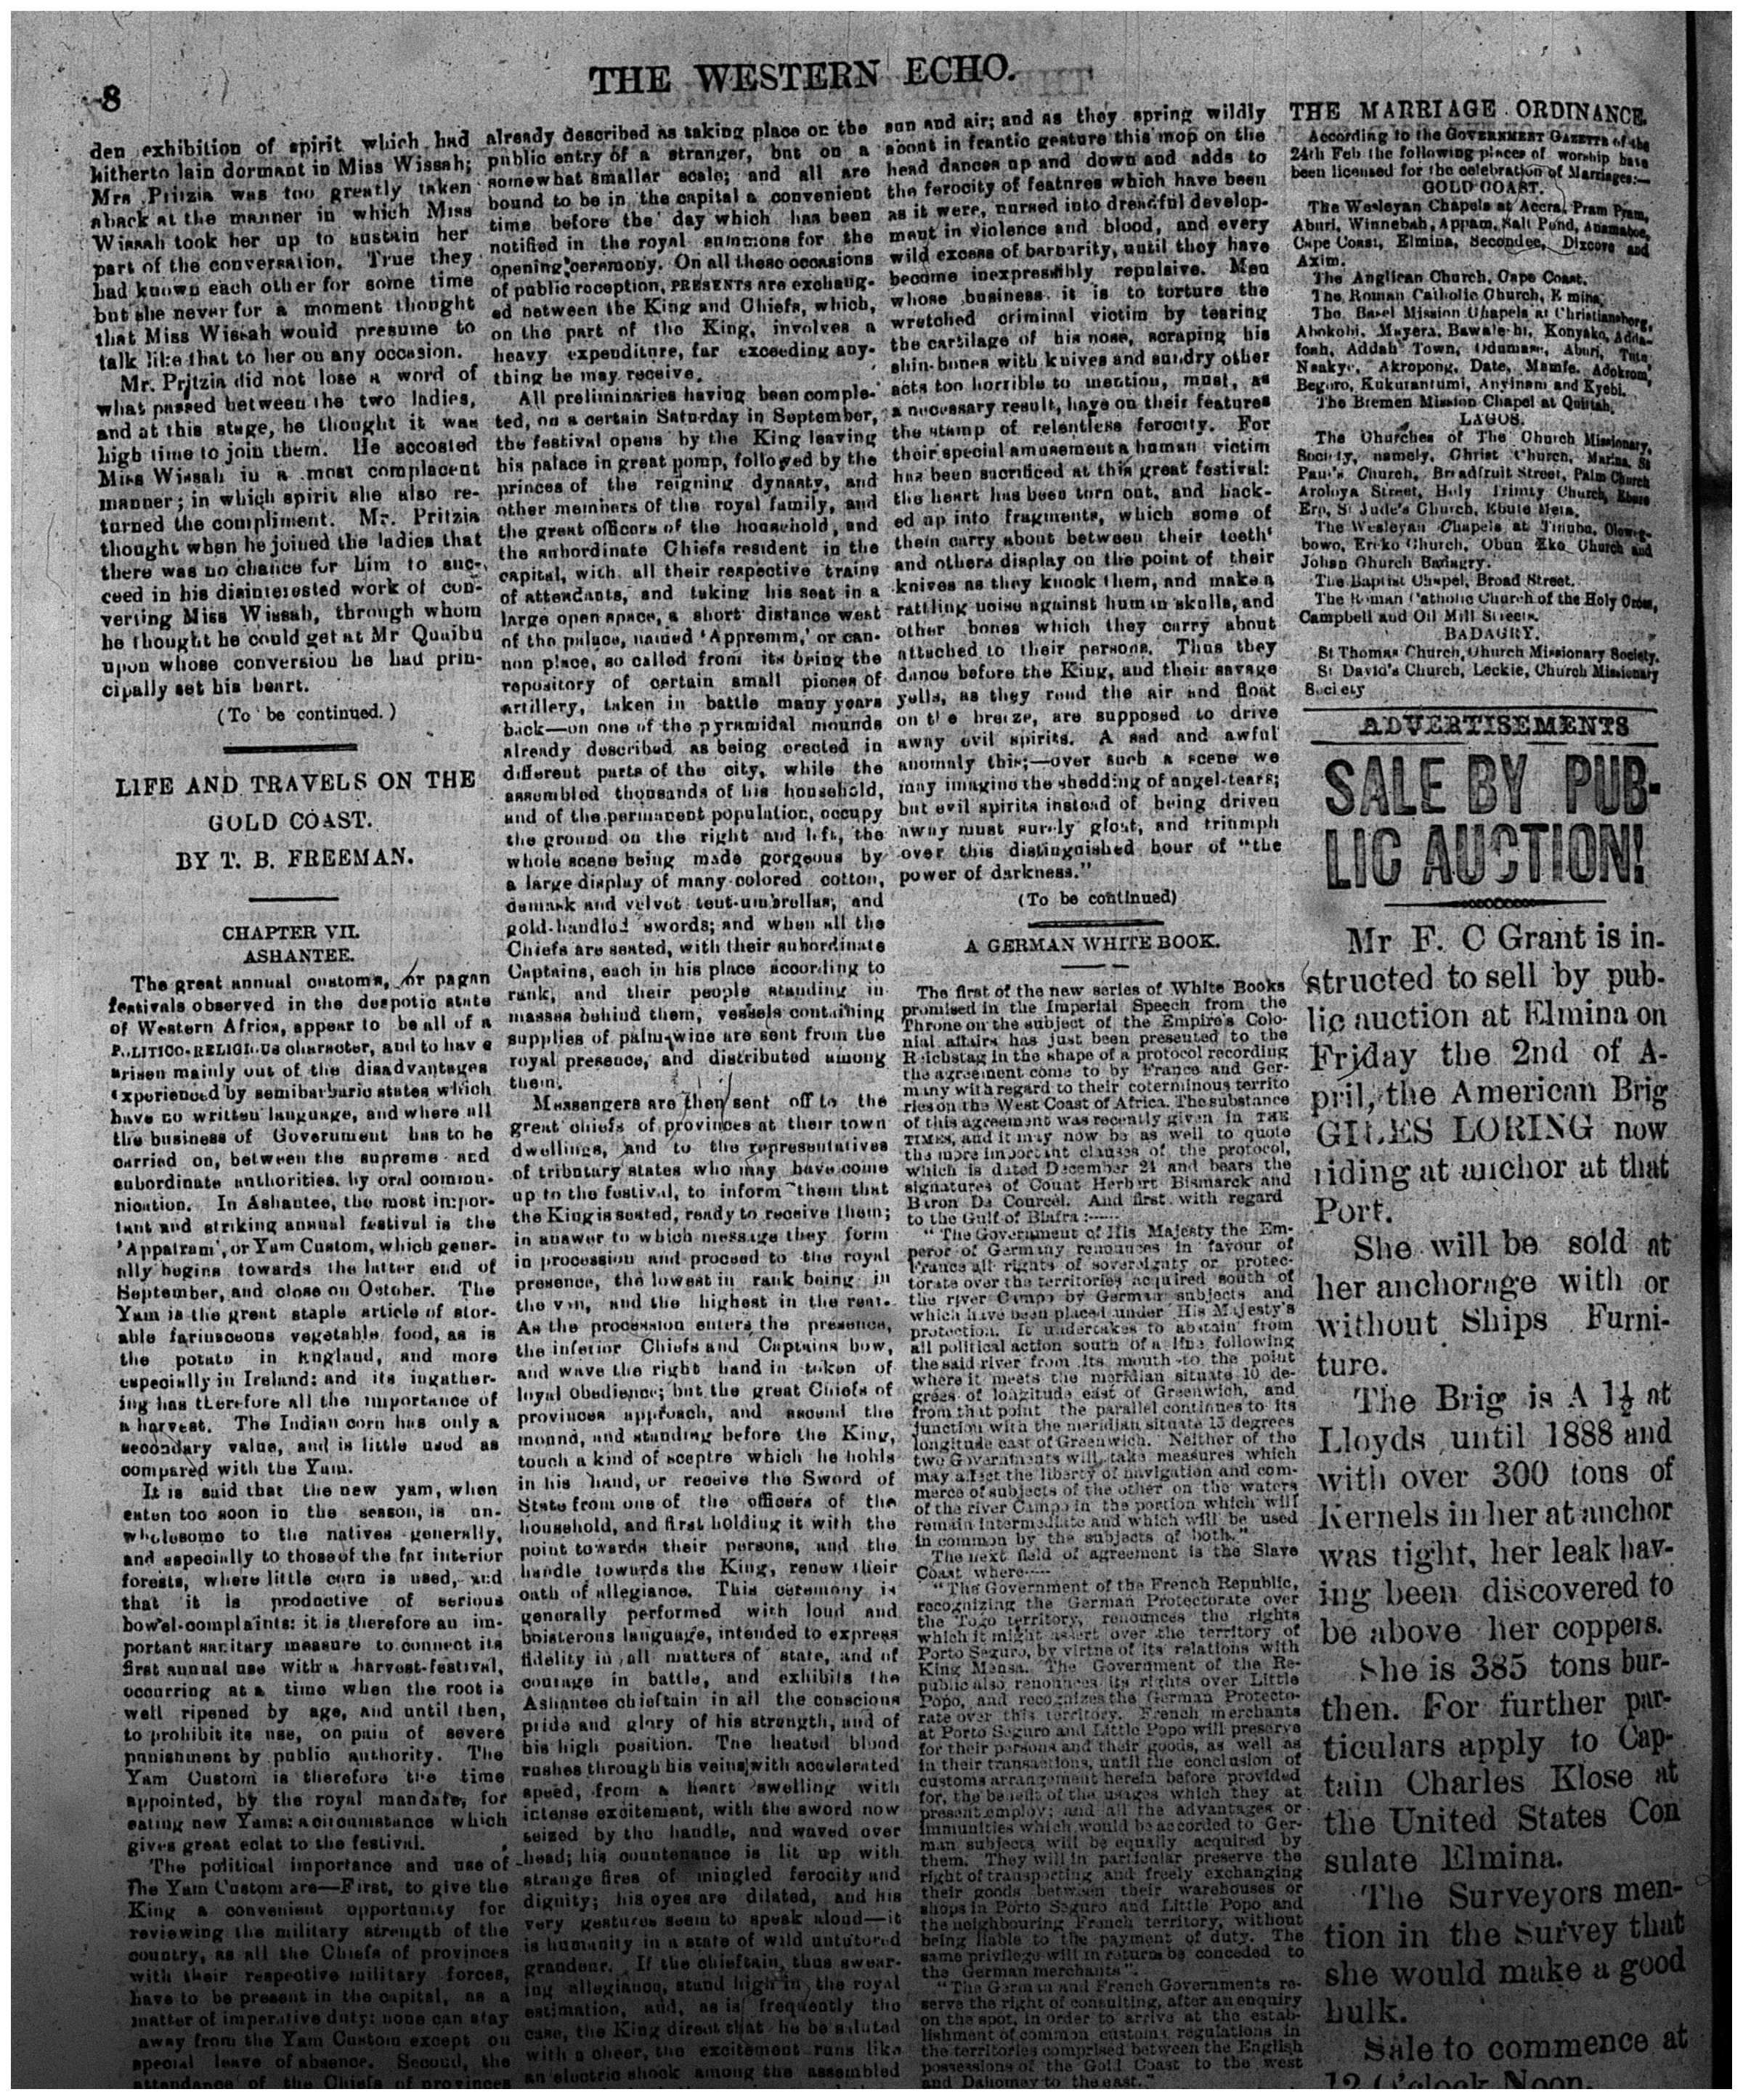 8
THE WESTERN ECHO.
den exhibition of spirit which had
hitherto lain dormant in Miss Wissah;
Mrs Pritzia was too greatly taken
aback at the manner in which Miss
Wissah took her up to sustain her
part of the conversation. True they
had known each other for some time
but she never for a moment thought
that Miss Wissah would presume to
talk like that to her on any occasion.
Mr. Pritzia did not lose a word of
what passed between the two ladies,
and at this stage, he thought it was
high time to join them. He accosted
Miss Wissah in a most complacent
manner; in which spirit she also re-
turned the compliment. Mr. Pritzia
thought when he joined the ladies that
there was no chance for him to suc-
ceed in his disinterested work of con-
verting Miss Wissah, through whom
he thought he could get at Mr Quaibu
upon whose conversion he had prin-
cipally set his heart.
(To be continued.)
LIFE AND TRAVELS ON THE
GOLD COAST.
BY T. B. FREEMAN.
CHAPTER VII.
ASHANTEE.
The great annual customs, or pagan
festivals observed in the despotic state
of Western Africa, appear to be all of a
POLITICO-RELIGIOUS character, and to have
arisen mainly out of the disadvantages
experienced by semibarbaric states which
have no written language, and where all
the business of Government has to be
carried on, between the supreme and
subordinate authorities, by oral commu-
nication. In Ashantee, the most impor-
tant and striking annual festival is the
'Appatram', or Yam Custom, which gener-
ally begins towards the latter end of
September, and close on October. The
Yam is the great staple article of stor-
able farinaceous vegetable food, as is
the potato in England, and more
especially in Ireland; and its ingather-
ing has therefore all the importance of
a harvest. The Indian corn has only a
secondary value, and is little used as
compared with the Yam.
It is said that the new yam, when
eaten too soon in the season, is un-
wholesome to the natives generally,
and especially to those of the far interior
forests, where little corn is used, and
that it is productive of serious
bowel-complaints: it is therefore an im-
portant sanitary measure to connect its
first annual use with a harvest-festival,
occurring at a time when the root is
well ripened by age, and until then,
to prohibit its use, on pain of severe
punishment by public authority. The
Yam Custom is therefore the time
appointed, by the royal mandate, for
eating new Yams: a circumstance which
gives great eclat to the festival.
The political importance and use of
The Yam Custom are—First, to give the
King a convenient opportunity for
reviewing the military strength of the
country, as all the Chiefs of provinces
with their respective military forces,
have to be present in the capital, as a
matter of imperative duty: none can stay
away from the Yam Custom except on
special leave of absence. Second, the
attendance of the Chiefs of provinces
already described as taking place or the
public entry of a stranger, but on a
somewhat smaller scale; and all are
bound to be in the capital a convenient
time before the day which has been
notified in the royal summons for the
opening ceremony. On all these occasions
of public reception, PRESENTS are exchang-
ed between the King and Chiefs, which,
on the part of the King, involves a
heavy expenditure, far exceeding any-
thing he may receive.
All preliminaries having been comple-
ted, on a certain Saturday in September,
the festival opens by the King leaving
his palace in great pomp, followed by the
princes of the reigning dynasty, and
other members of the royal family, and
the great officers of the household, and
the subordinate Chiefs resident in the
capital, with all their respective trains
of attendants, and taking his seat in a
large open space, a short distance west
of the palace, named 'Appremm,' or can-
non place, so called from its being the
repository of certain small pieces of
artillery, taken in battle many years
back—on one of the pyramidal mounds
already described as being erected in
different parts of the city, while the
assembled thousands of his household,
and of the permanent population, occupy
the ground on the right and left, the
whole scene being made gorgeous by
a large display of many-colored cotton,
damask and velvet tent-umbrellas, and
gold-handled swords; and when all the
Chiefs are seated, with their subordinate
Captains, each in his place according to
rank, and their people standing in
masses behind them, vessels containing
supplies of palm-wine are sent from the
royal presence, and distributed among
them.
Messengers are then sent off to the
great chiefs of provinces at their town
dwellings, and to the representatives
of tributary states who may have come
up to the festival, to inform them that
the King is seated, ready to receive them;
in answer to which message they form
in procession and proceed to the royal
presence, the lowest in rank being in
the van, and the highest in the rear.
As the procession enters the presence,
the inferior Chiefs and Captains bow,
and wave the right hand in token of
loyal obedience; but the great Chiefs of
provinces approach, and ascend the
mound, and standing before the King,
touch a kind of sceptre which he holds
in his hand, or receive the Sword of
State from one of the officers of the
household, and first holding it with the
point towards their persons, and the
handle towards the King, renew their
oath of allegiance. This ceremony is
generally performed with loud and
boisterous language, intended to express
fidelity in all matters of state, and of
courage in battle, and exhibits the
Ashantee chieftain in all the conscious
pride and glory of his strength, and of
his high position. The heated blood
rushes through his veins with accelerated
speed, from a heart swelling with
intense excitement, with the sword now
seized by the handle, and waved over
head; his countenance is lit up with
strange fires of mingled ferocity and
dignity; his eyes are dilated, and his
very gestures seem to speak aloud—it
is humanity in a state of wild untutored
grandeur. If the chieftain, thus swear-
ing allegiance, stand high in the royal
estimation, and, as is frequently the
case, the King direct that he be saluted
with a cheer, the excitement runs like
an electric shock among the assembled
sun and air; and as they spring wildly
about in frantic gesture this mop on the
head dances up and down and adds to
the ferocity of features which have been
as it were, nursed into dreadful develop-
ment in violence and blood, and every
wild excess of barbarity, until they have
become inexpressibly repulsive. Men
whose business it is to torture the
wretched criminal victim by tearing
the cartilage of his nose, scraping his
shin-bones with knives and sundry other
acts too horrible to mention, must, as
a necessary result, have on their features
the stamp of relentless ferocity. For
their special amusement a human victim
has been sacrificed at this great festival:
the heart has been torn out, and hack-
ed up into fragments, which some of
them carry about between their teeth'
and others display on the point of their
knives as they knock them, and make a
rattling noise against human skulls, and
other bones which they carry about
attached to their persons. Thus they
dance before the King, and their savage
yells, as they rend the air and float
on the breize, are supposed to drive
away evil spirits. A sad and awful
anomaly this;—over such a scene we
may imagine the shedding of angel-tears;
but evil spirits instead of being driven
away must surely gloat, and triumph
over this distinguished hour of "the
power of darkness."
(To be continued)
A GERMAN WHITE BOOK.
The first of the new series of White Books
promised in the Imperial Speech from the
Throne on the subject of the Empire's Colo-
nial affairs has just been presented to the
Reichstag in the shape of a protocol recording
the agreement come to by France and Ger-
many with regard to their coterminous territo
ries on the West Coast of Africa. The substance
of this agreement was recently given in THE
TIMES, and it may now be as well to quote
the more important clauses of the protocol,
which is dated December 24 and bears the
signatures of Count Herbert Bismarck and
Baron De Courcel. And first with regard
to the Gulf of Biafra:—
"The Government of His Majesty the Em-
peror of Germany renounces in favour of
France all rights of sovereignty or protec-
torate over the territories acquired south of
the river Campo by German subjects and
which have been placed under His Majesty's
protection. It undertakes to abstain from
all political action south of a line following
the said river from its mouth to the point
where it meets the meridian situate 10 de-
grees of longitude east of Greenwich, and
from that point the parallel continues to its
junction with the meridian situate 15 degrees
longitude east of Greenwich. Neither of the
two Governments will take measures which
may affect the liberty of navigation and com-
merce of subjects of the other on the waters
of the river Campo in the portion which will
remain intermediate and which will be used
in common by the subjects of both."
The next field of agreement is the Slave
Coast where—
"The Government of the French Republic,
recognizing the German Protectorate over
the Togo territory, renounces the rights
which it might assert over the territory of
Porto Seguro, by virtne of its relations with
King Mensa. The Government of the Re-
public also renounces its rights over Little
Popo, and recognizes the German Protecto-
rate over this territory. French merchants
at Porto Seguro and Little Popo will preserve
for their persons and their goods, as well as
in their transactions, until the conclusion of
customs arrangement herein before provided
for, the benefit of the usages which they at
present employ; and all the advantages or
immunities which would be accorded to Ger-
man subjects will be equally acquired by
them. They will in particular preserve the
right of transporting and freely exchanging
their goods between their warehouses or
shops in Porto Seguro and Little Popo and
the neighbouring French territory, without
being liable to the payment of duty. The
same privilege will in return be conceded to
the German merchants".
"The German and French Governments re-
serve the right of consulting, after an enquiry
on the spot, in order to arrive at the estab-
lishment of common customs regulations in
the territories comprised between the English
possessions of the Gold Coast to the west
and Dahomey to the east."
THE MARRIAGE ORDINANCE.
According to the GOVERNMENT GAZETTE of the
24th Feb the following places of worship have
been licensed for the celebration of Marriages:—
GOLD COAST.
The Wesleyan Chapels at Accra, Pram Pram,
Aburi, Winnebah, Appam, Salt Pond, Anamaboe,
Cape Coast, Elmina, Secondee, Dixcove and
Axim.
The Anglican Church, Cape Coast.
The Roman Catholic Church, Elmina.
The Basel Mission Chapels at Christiansborg,
Abokobi, Mayera, Konyako, Adda-
foah, Addah Town, Odumase, Aburi, Tutu
Akropong, Date, Mamfe, Adokrom,
Begoro, Kukurantumi, Anyinam and Kyebi.
The Bremen Mission Chapel at Quittah.
LAGOS.
The Churches of The Church Missionary,
Society, namely, Christ Church, Marina, St
Paul's Church, Breadfruit Street, Palm Church
Aroloya Street, Holy Trinity Church, Ebute
Ero, St Jude's Church, Ebute Meta.
The Wesleyan Chapels at Tinubu, Olowo-
bowo, Ereko Church, Obun Eko Church and
Johan Church Badagry.
The Baptist Chapel, Broad Street.
The Roman Catholic Church of the Holy Cross,
Campbell and Oil Mill Streets.
BADAGRY.
St Thomas Church, Church Missionary Society.
St David's Church, Leckie, Church Missionary
Society
ADVERTISEMENTS
SALE BY PUB-
LIC AUCTION!
Mr F. C Grant is in-
structed to sell by pub-
lic auction at Elmina on
Friday the 2nd of A-
pril, the American Brig
GILES LORING now
riding at anchor at that
Port.
She will be sold at
her anchorage with or
without Ships Furni-
ture.
The Brig is A 1½ at
Lloyds until 1888 and
with over 300 tons of
Kernels in her at anchor
was tight, her leak hav-
ing been discovered to
be above her coppers.
She is 385 tons bur-
then. For further par-
ticulars apply to Cap-
tain Charles Klose at
the United States Con
sulate Elmina.
The Surveyors men-
tion in the Survey that
she would make a good
hulk.
Sale to commence at
12 O'clock Noon.